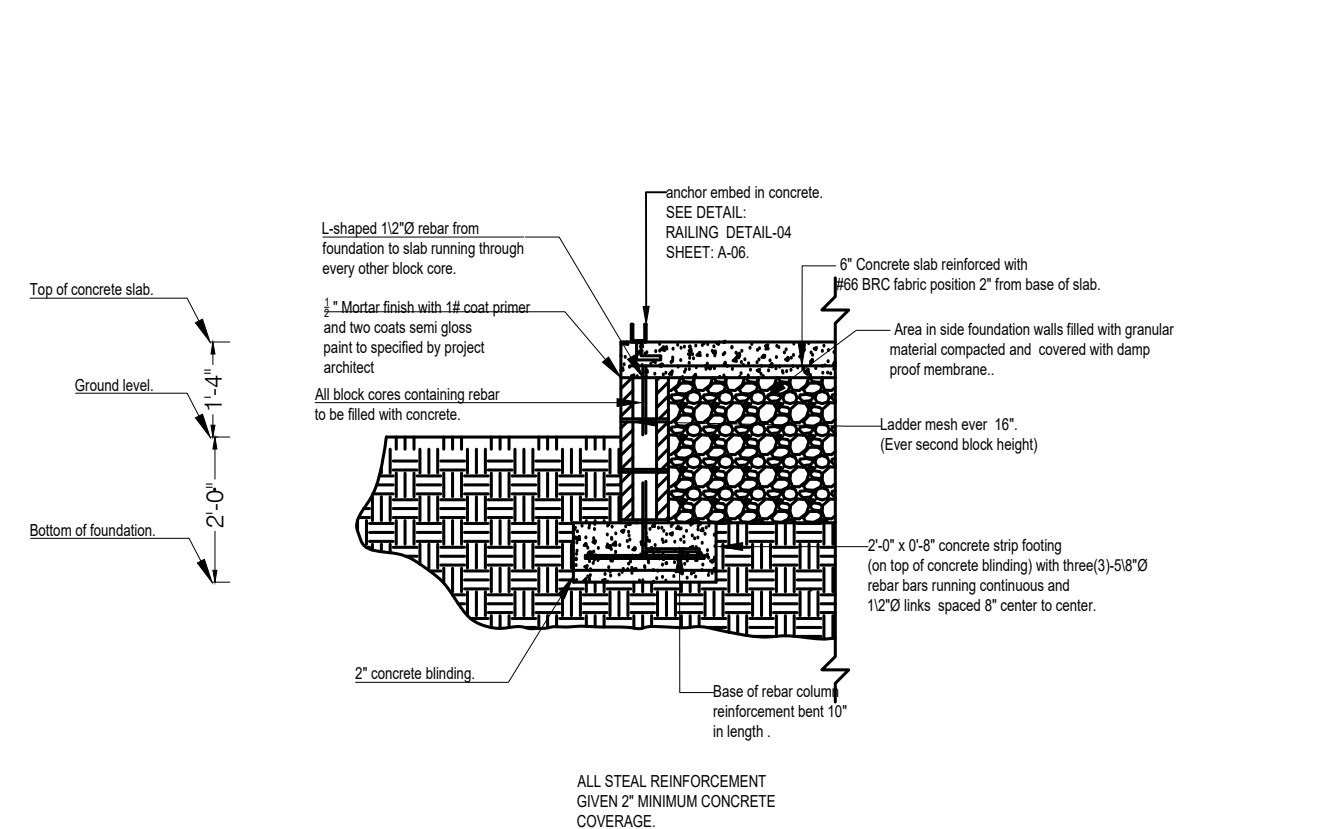 anchor embed in concrete.
SEE DETAIL:
RAILING DETAIL-04
SHEET: A-06.
L-shaped 1\2"Ø rebar from
foundation to slab running through
every other block core.
6" Concrete slab reinforced with
#66 BRC fabric position 2" from base of slab.
Top of concrete slab.
½" Mortar finish with 1# coat primer
and two coats semi gloss
paint to specified by project
architect
Area in side foundation walls filled with granular
material compacted and covered with damp
proof membrane..
Ground level.
1'-4"
All block cores containing rebar
to be filled with concrete.
Ladder mesh ever 16".
(Ever second block height)
2'-0"
Bottom of foundation.
2'-0" x 0'-8" concrete strip footing
(on top of concrete blinding) with three(3)-5\8"Ø
rebar bars running continuous and
1\2"Ø links spaced 8" center to center.
2" concrete blinding.
Base of rebar column
reinforcement bent 10"
in length .
ALL STEAL REINFORCEMENT
GIVEN 2" MINIMUM CONCRETE
COVERAGE.